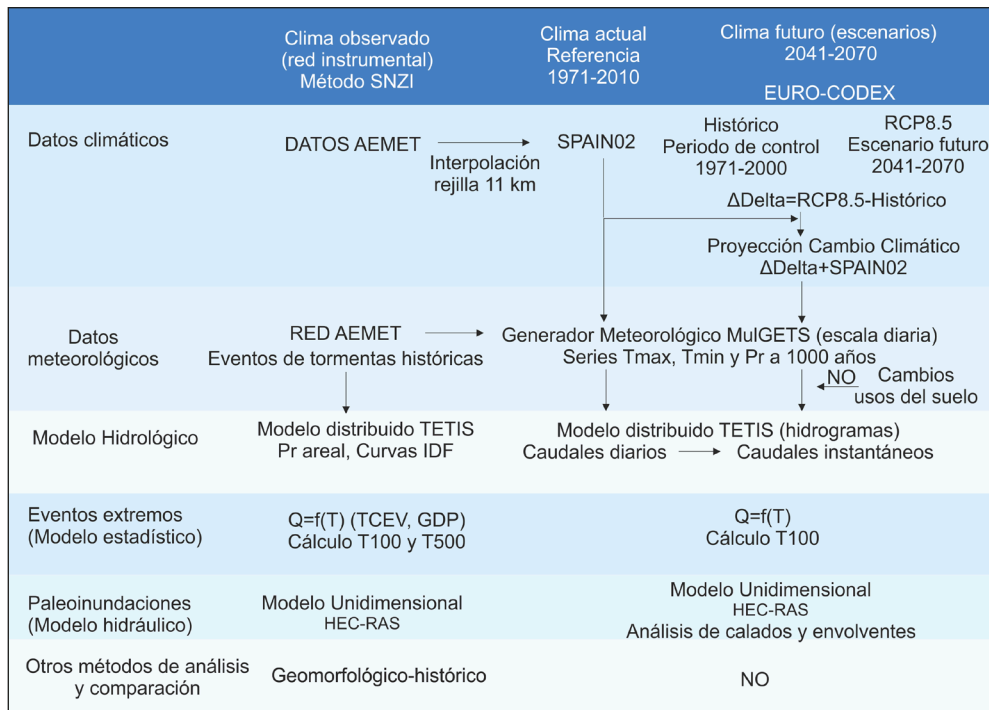 Clima observado
(red instrumental)
Método SNZI
Clima actual
Referencia
1971-2010
Clima futuro (escenarios)
2041-2070
EURO-CODEX
Datos climáticos
DATOS AEMET
Interpolación
rejilla 11 km
SPAIN02
Histórico
Periodo de control
1971-2000
RCP8.5
Escenario futuro
2041-2070
ΔDelta=RCP8.5-Histórico
Proyección Cambio Climático
ΔDelta+SPAIN02
Datos
meteorológicos
RED AEMET
Eventos de tormentas históricas
Generador Meteorológico MulGETS (escala diaria)
Series Tmax, Tmin y Pr a 1000 años
NO
Cambios
usos del suelo
Modelo Hidrológico
Modelo distribuido TETIS
Pr areal, Curvas IDF
Modelo distribuido TETIS (hidrogramas)
Caudales diarios
Caudales instantáneos
Eventos extremos
(Modelo estadístico)
Q=f(T) (TCEV, GDP)
Cálculo T100 y T500
Q=f(T)
Cálculo T100
Paleoinundaciones
(Modelo hidráulico)
Modelo Unidimensional
HEC-RAS
Modelo Unidimensional
HEC-RAS
Análisis de calados y envolventes
Otros métodos de análisis
y comparación
Geomorfológico-histórico
NO